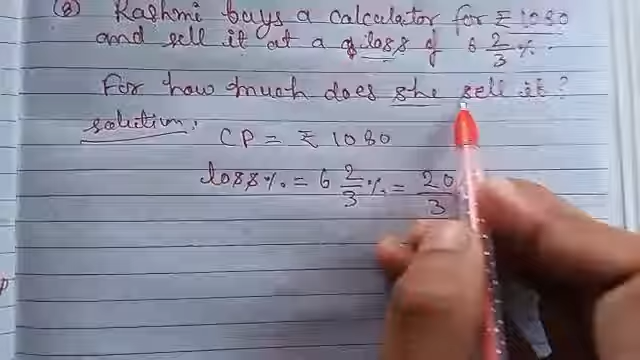 (8) Rashmi buys a calculator for ₹ 1080
and sell it at a loss of 6 2/3 %.
For how much does she sell it?
solution:
CP = ₹ 1080
loss%. = 6 2/3 %. = 20/3